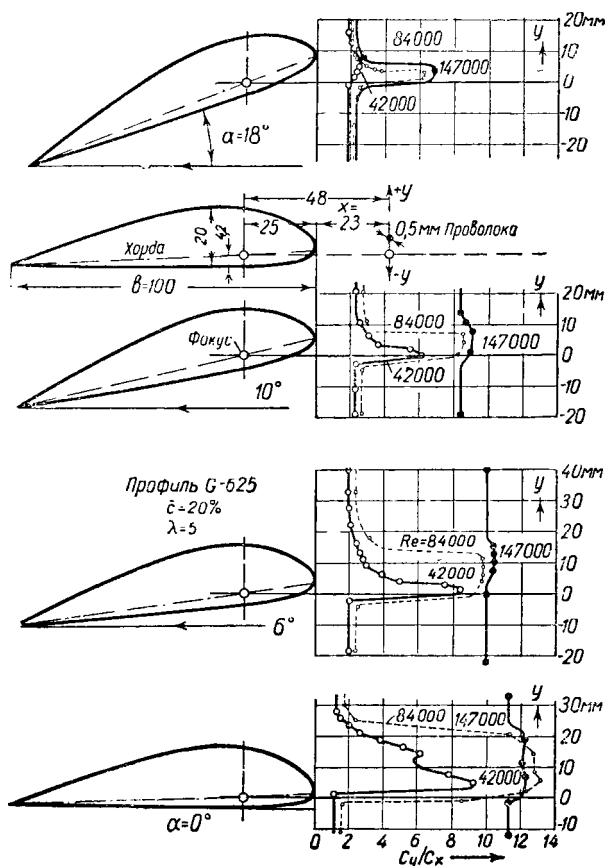 20мм
У
84000
10
147000
0
42000
-10
-20
α=18°
48
+У
x=
25
23
0,5мм Проволока
20
42
Хорда
-У
в=100
20мм
У
84000
10
147000
Фокус
0
42000
-10
10°
-20
40мм
Профиль G-625
У
c̄=20%
30
λ=5
Re=84000
20
147000
42000
10
0
6°
-10
-20
30мм
84000
147000
У
20
10
42000
0
α=0°
-10
0 2 4 6 8 10 12 14
Cу/Cх